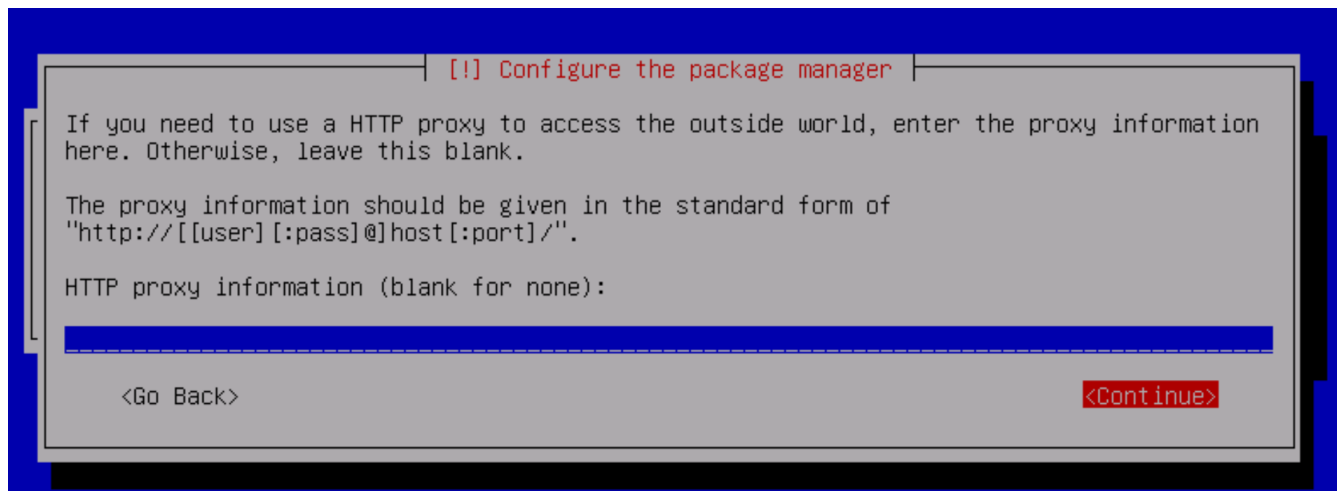 [!] Configure the package manager
If you need to use a HTTP proxy to access the outside world, enter the proxy information
here. Otherwise, leave this blank.
The proxy information should be given in the standard form of
"http://[[user][:pass]@]host[:port]/".
HTTP proxy information (blank for none):
<Go Back> <Continue>